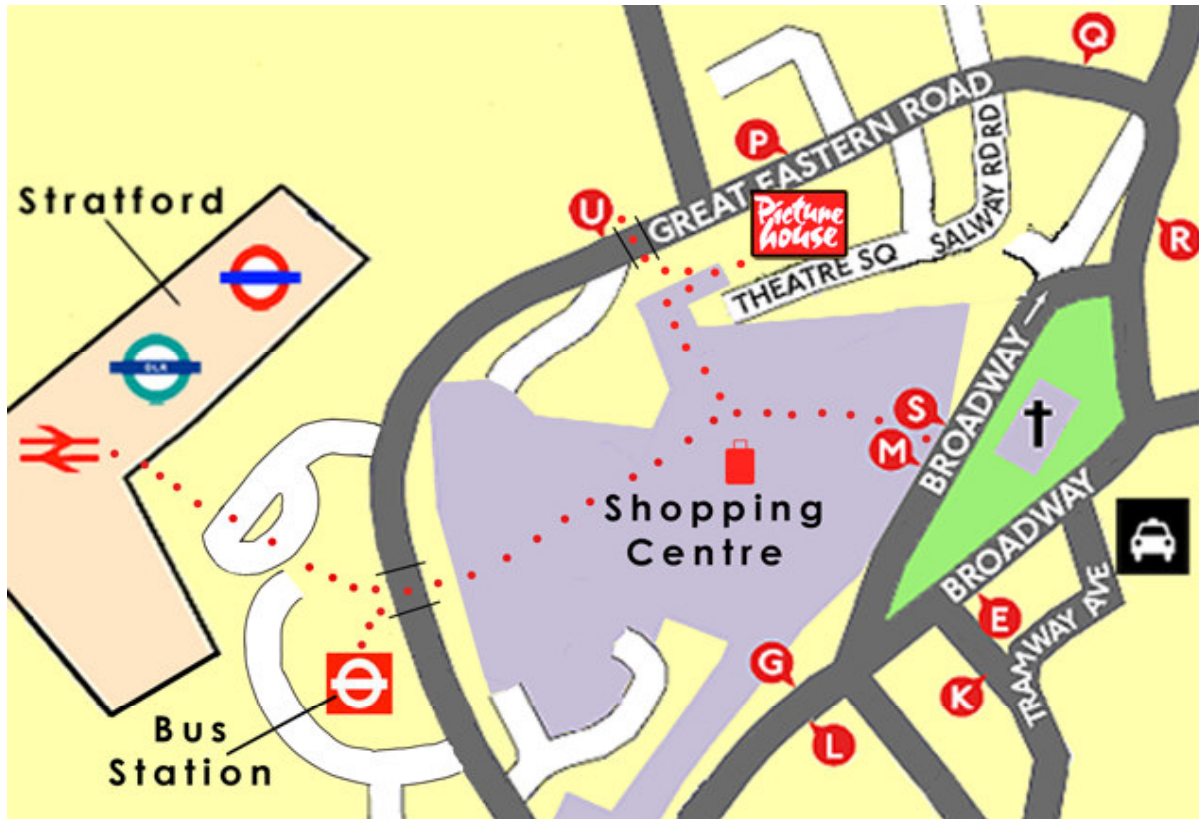 Q
GREAT EASTERN ROAD
P
SALWAY RD RD
Stratford
U
Picture
house
R
THEATRE SQ
DLR
BROADWAY
S
M
Shopping
Centre
BROADWAY
E
TRAMWAY AVE
G
K
L
Bus
Station